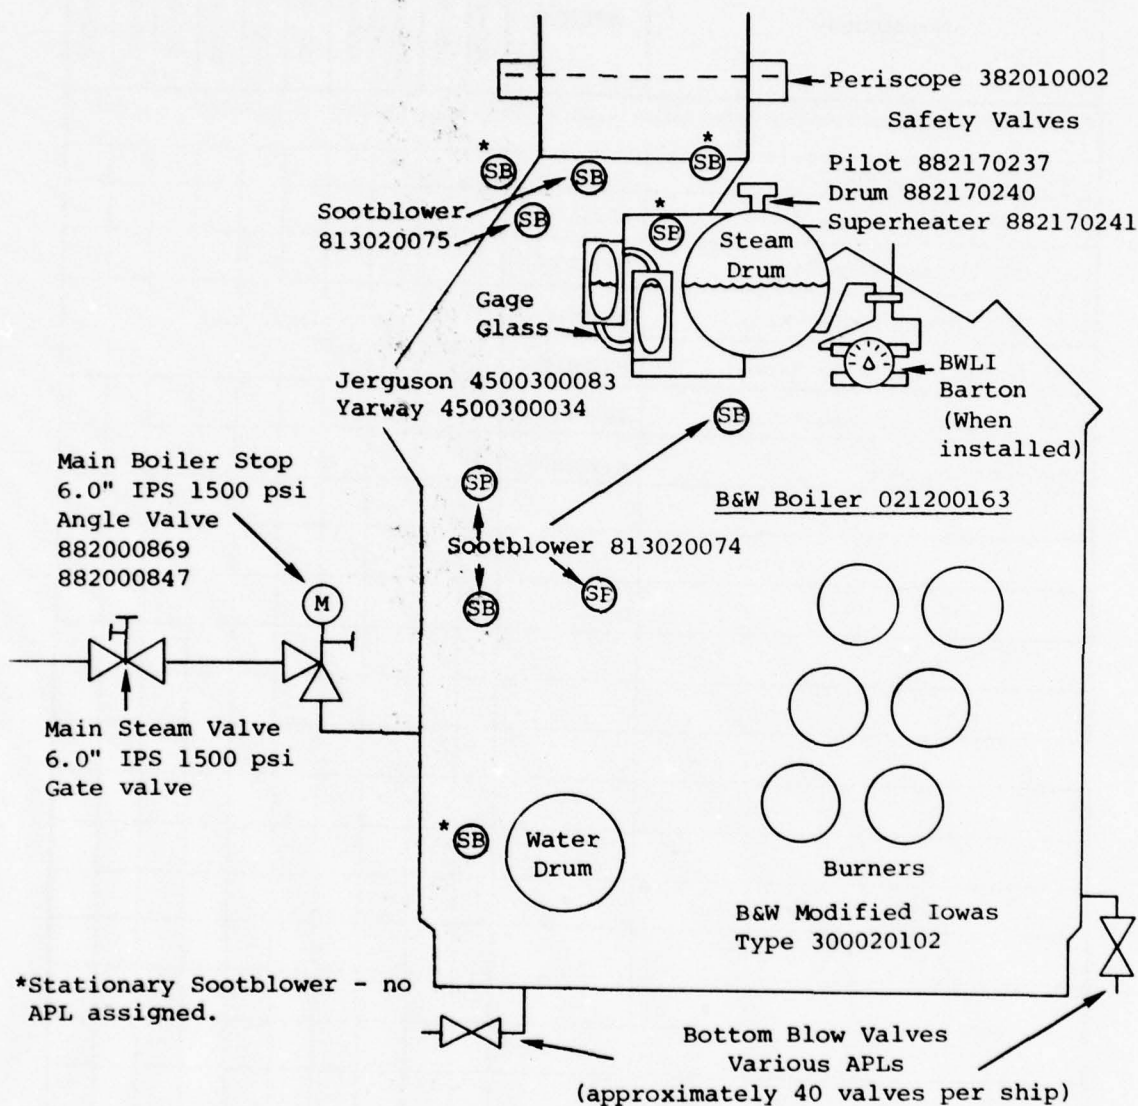 Periscope 382010002
Safety Valves
*
SB
*
SB
SB
Pilot 882170237
Drum 882170240
Superheater 882170241
Sootblower
813020075
SB
*
SB
Steam
Drum
Gage
Glass
Jerguson 4500300083
Yarway 4500300034
BWLI
Barton
(When
installed)
SB
Main Boiler Stop
6.0" IPS 1500 psi
Angle Valve
882000869
882000847
SB
B&W Boiler 021200163
Sootblower 813020074
M
SB
SB
Main Steam Valve
6.0" IPS 1500 psi
Gate valve
*
SB
Water
Drum
Burners
B&W Modified Iowas
Type 300020102
*Stationary Sootblower - no
APL assigned.
Bottom Blow Valves
Various APLs
(approximately 40 valves per ship)